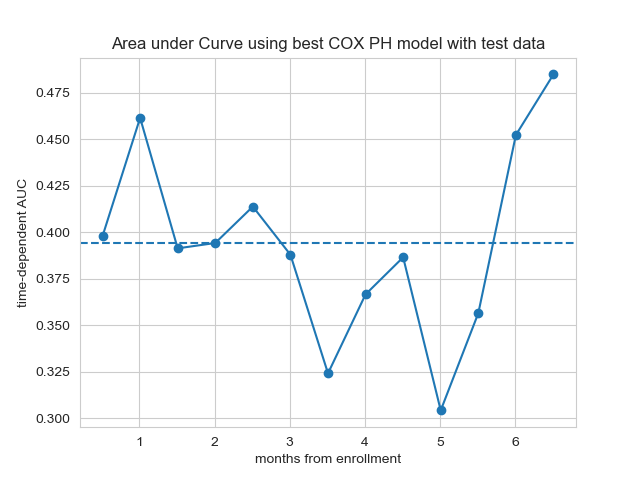 Area under Curve using best COX PH model with test data
time-dependent AUC
0.475
0.450
0.425
0.400
0.375
0.350
0.325
0.300
1 2 3 4 5 6
months from enrollment